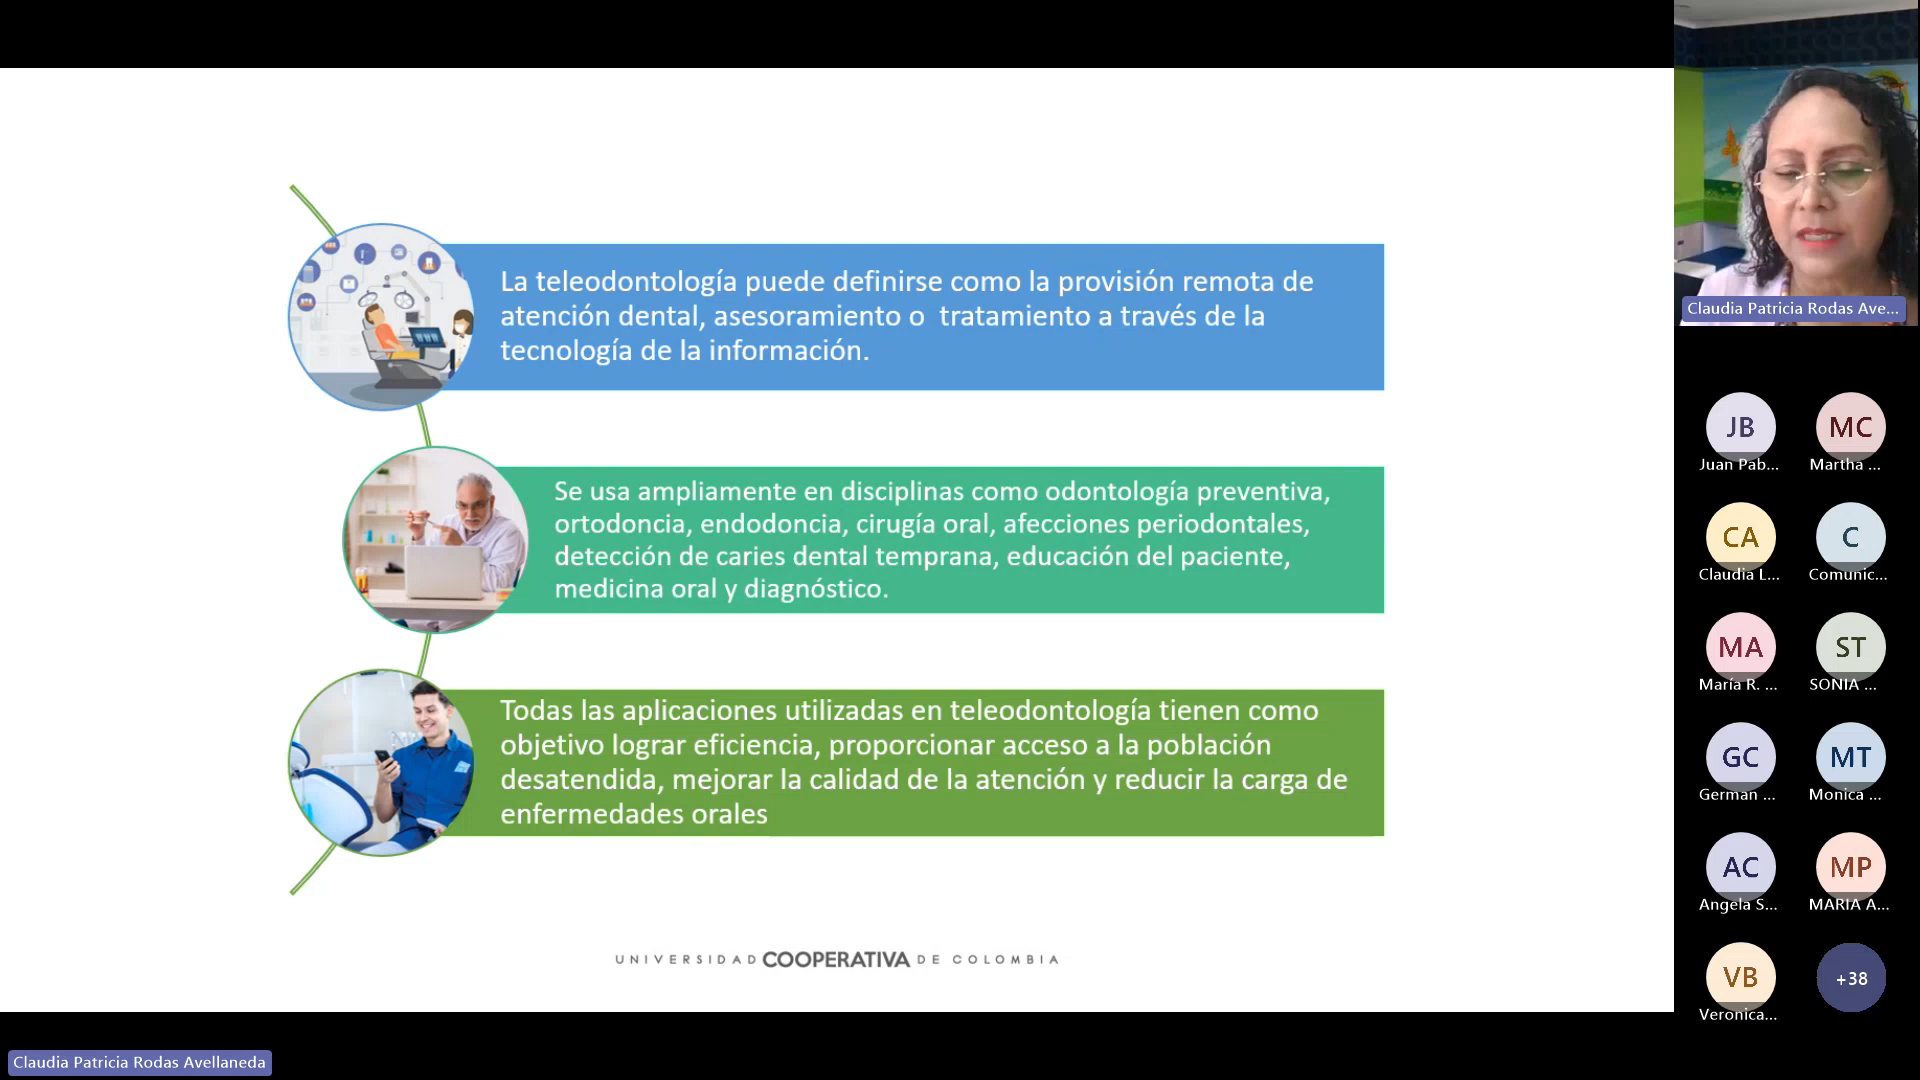 La teleodontología puede definirse como la provisión remota de
atención dental, asesoramiento o  tratamiento a través de la
tecnología de la información.
Se usa ampliamente en disciplinas como odontología preventiva,
ortodoncia, endodoncia, cirugía oral, afecciones periodontales,
detección de caries dental temprana, educación del paciente,
medicina oral y diagnóstico.
Todas las aplicaciones utilizadas en teleodontología tienen como
objetivo lograr eficiencia, proporcionar acceso a la población
desatendida, mejorar la calidad de la atención y reducir la carga de
enfermedades orales
UNIVERSIDAD COOPERATIVA DE COLOMBIA
Claudia Patricia Rodas Avellaneda
Claudia Patricia Rodas Ave...
JB
Juan Pab...
MC
Martha ...
CA
Claudia L...
C
Comunic...
MA
María R. ...
ST
SONIA ...
GC
German ...
MT
Monica ...
AC
Angela S...
MP
MARIA A...
VB
Veronica...
+38